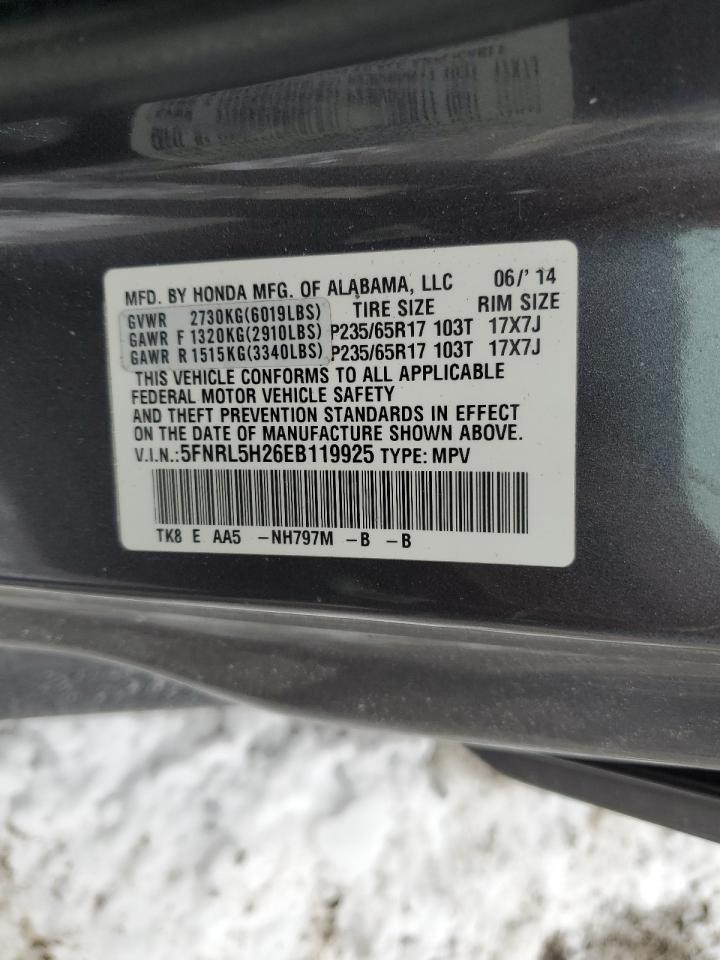 MFD. BY HONDA MFG. OF ALABAMA, LLC 06/'14
TIRE SIZE RIM SIZE
GVWR 2730KG(6019LBS)
GAWR F 1320KG(2910LBS) P235/65R17 103T 17X7J
GAWR R 1515KG(3340LBS) P235/65R17 103T 17X7J
THIS VEHICLE CONFORMS TO ALL APPLICABLE
FEDERAL MOTOR VEHICLE SAFETY
AND THEFT PREVENTION STANDARDS IN EFFECT
ON THE DATE OF MANUFACTURE SHOWN ABOVE.
V.I.N.:5FNRL5H26EB119925 TYPE: MPV
TK8 E AA5 -NH797M -B -B